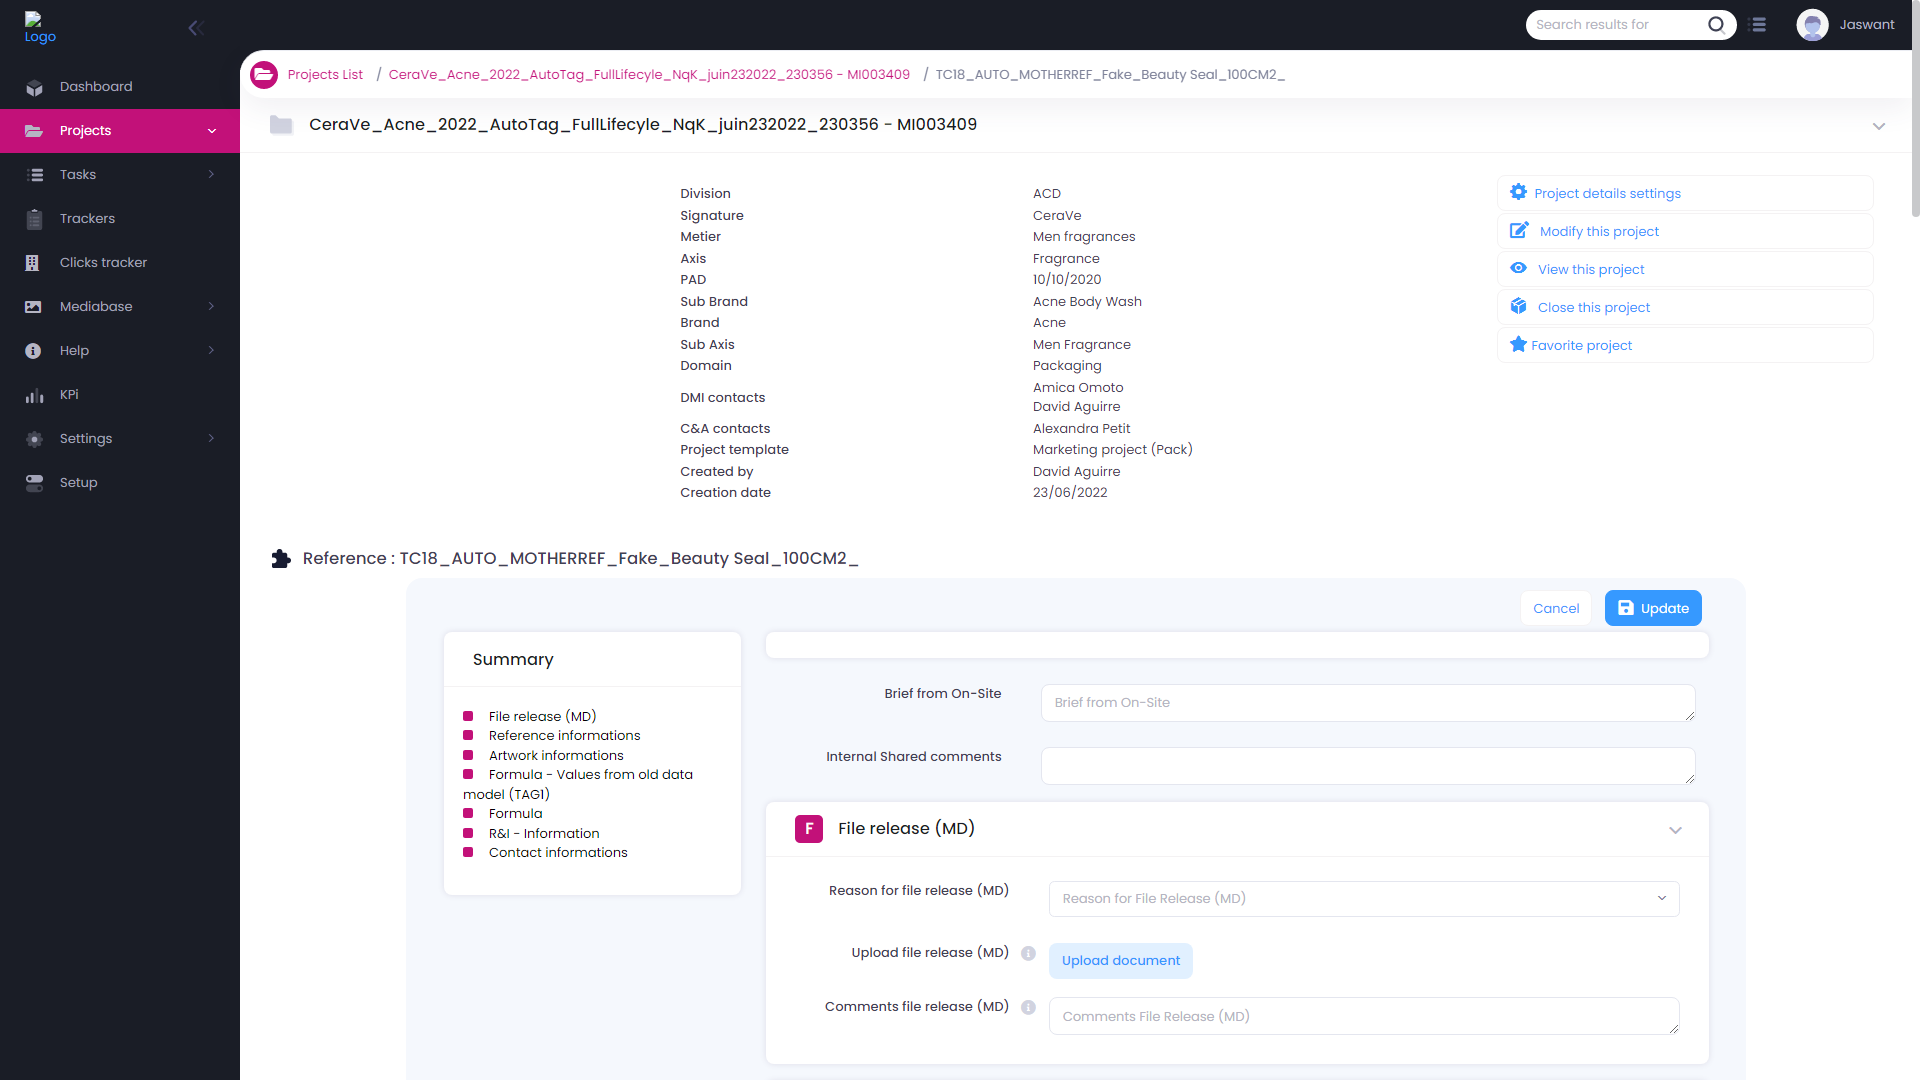 Logo
Search results for
Jaswant
Dashboard
Projects
Tasks
Trackers
Clicks tracker
Mediabase
Help
KPi
Settings
Setup
Projects List / CeraVe_Acne_2022_AutoTag_FullLifecyle_NqK_juin232022_230356 - MI003409 / TC18_AUTO_MOTHERREF_Fake_Beauty Seal_100CM2_
CeraVe_Acne_2022_AutoTag_FullLifecyle_NqK_juin232022_230356 - MI003409
Division ACD
Signature CeraVe
Metier Men fragrances
Axis Fragrance
PAD 10/10/2020
Sub Brand Acne Body Wash
Brand Acne
Sub Axis Men Fragrance
Domain Packaging
DMI contacts Amica Omoto
David Aguirre
C&A contacts Alexandra Petit
Project template Marketing project (Pack)
Created by David Aguirre
Creation date 23/06/2022
Project details settings
Modify this project
View this project
Close this project
Favorite project
Reference : TC18_AUTO_MOTHERREF_Fake_Beauty Seal_100CM2_
Cancel
Update
Summary
File release (MD)
Reference informations
Artwork informations
Formula - Values from old data
model (TAG1)
Formula
R&I - Information
Contact informations
Brief from On-Site
Brief from On-Site
Internal Shared comments
F File release (MD)
Reason for file release (MD)
Reason for File Release (MD)
Upload file release (MD)
Upload document
Comments file release (MD)
Comments File Release (MD)